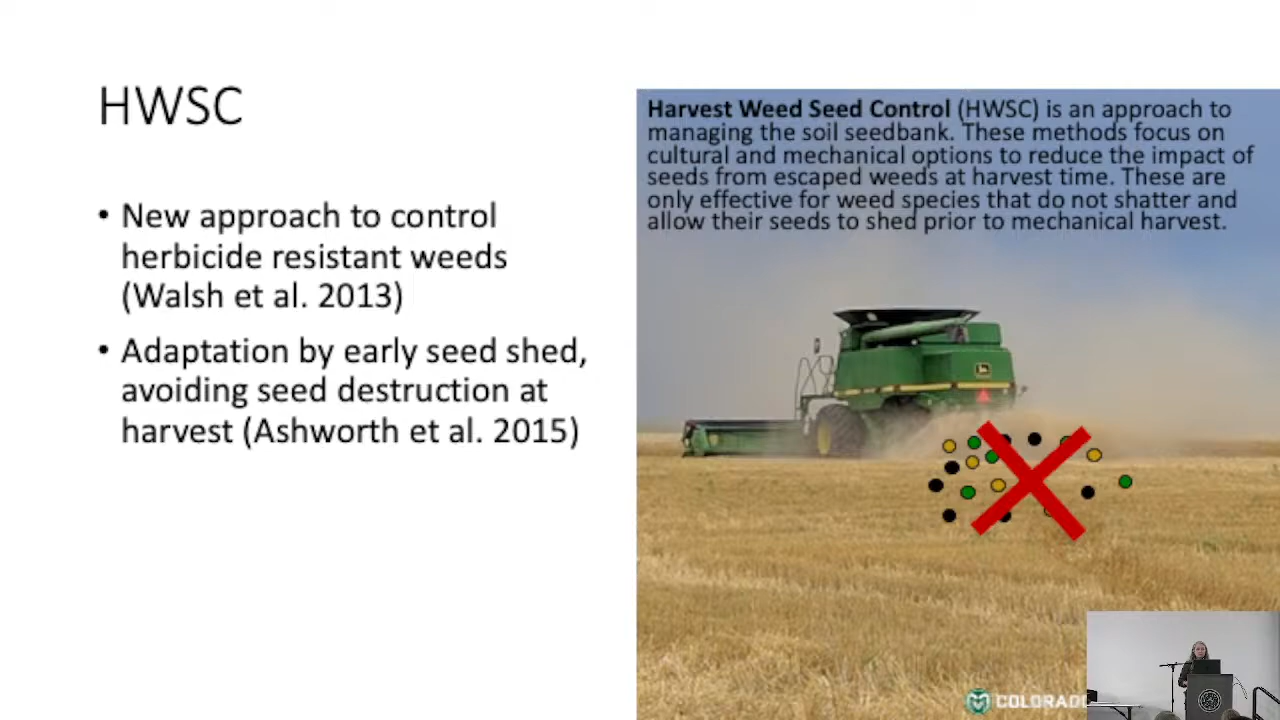 HWSC
• New approach to control
herbicide resistant weeds
(Walsh et al. 2013)
• Adaptation by early seed shed,
avoiding seed destruction at
harvest (Ashworth et al. 2015)
Harvest Weed Seed Control (HWSC) is an approach to
managing the soil seedbank. These methods focus on
cultural and mechanical options to reduce the impact of
seeds from escaped weeds at harvest time. These are
only effective for weed species that do not shatter and
allow their seeds to shed prior to mechanical harvest.